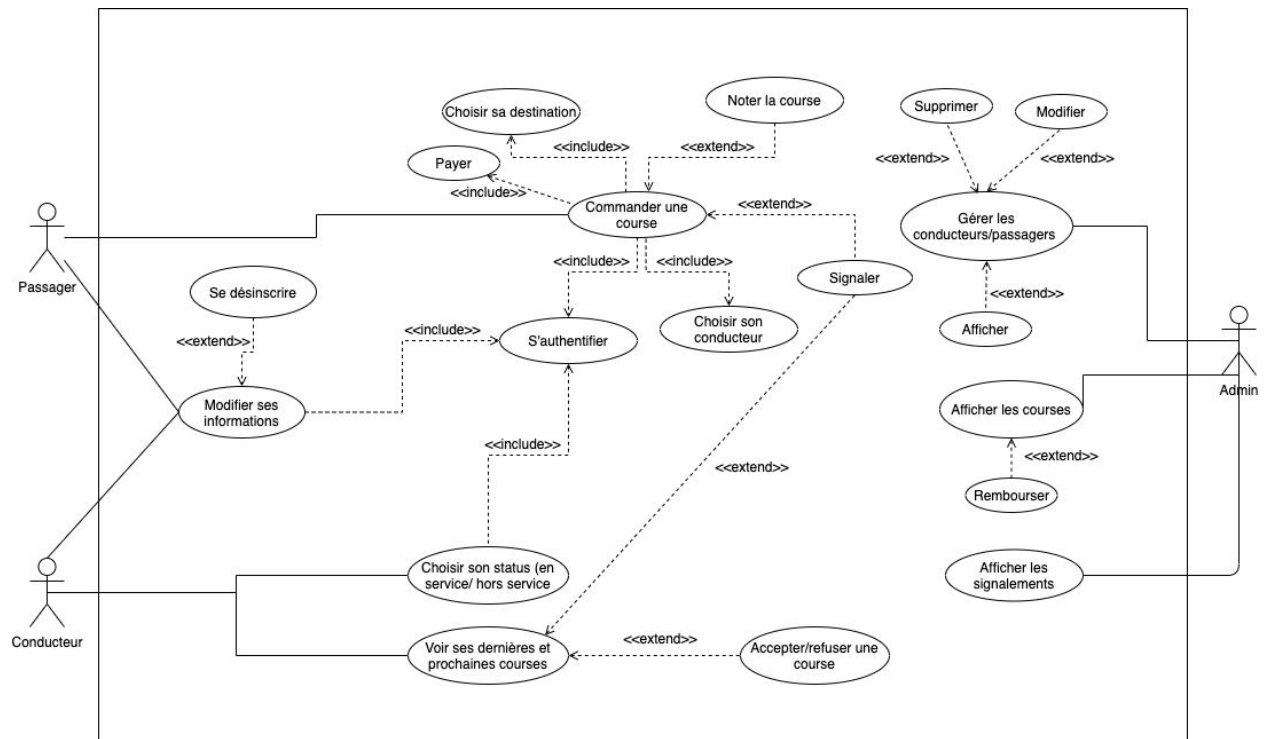 Noter la course
Supprimer
Modifier
Choisir sa destination
<<include>>
<<extend>>
Payer
<<extend>>
<<extend>>
<<include>>
Commander une
course
<<extend>>
Gérer les
conducteurs/passagers
Passager
<<include>>
<<include>>
Signaler
Se désinscrire
<<extend>>
Choisir son
conducteur
Afficher
<<include>>
S'authentifier
<<extend>>
Admin
Modifier ses
informations
Afficher les courses
<<include>>
<<extend>>
<<extend>>
Rembourser
Choisir son status (en
service/ hors service
Afficher les
signalements
Conducteur
Voir ses dernières et
prochaines courses
<<extend>>
Accepter/refuser une
course